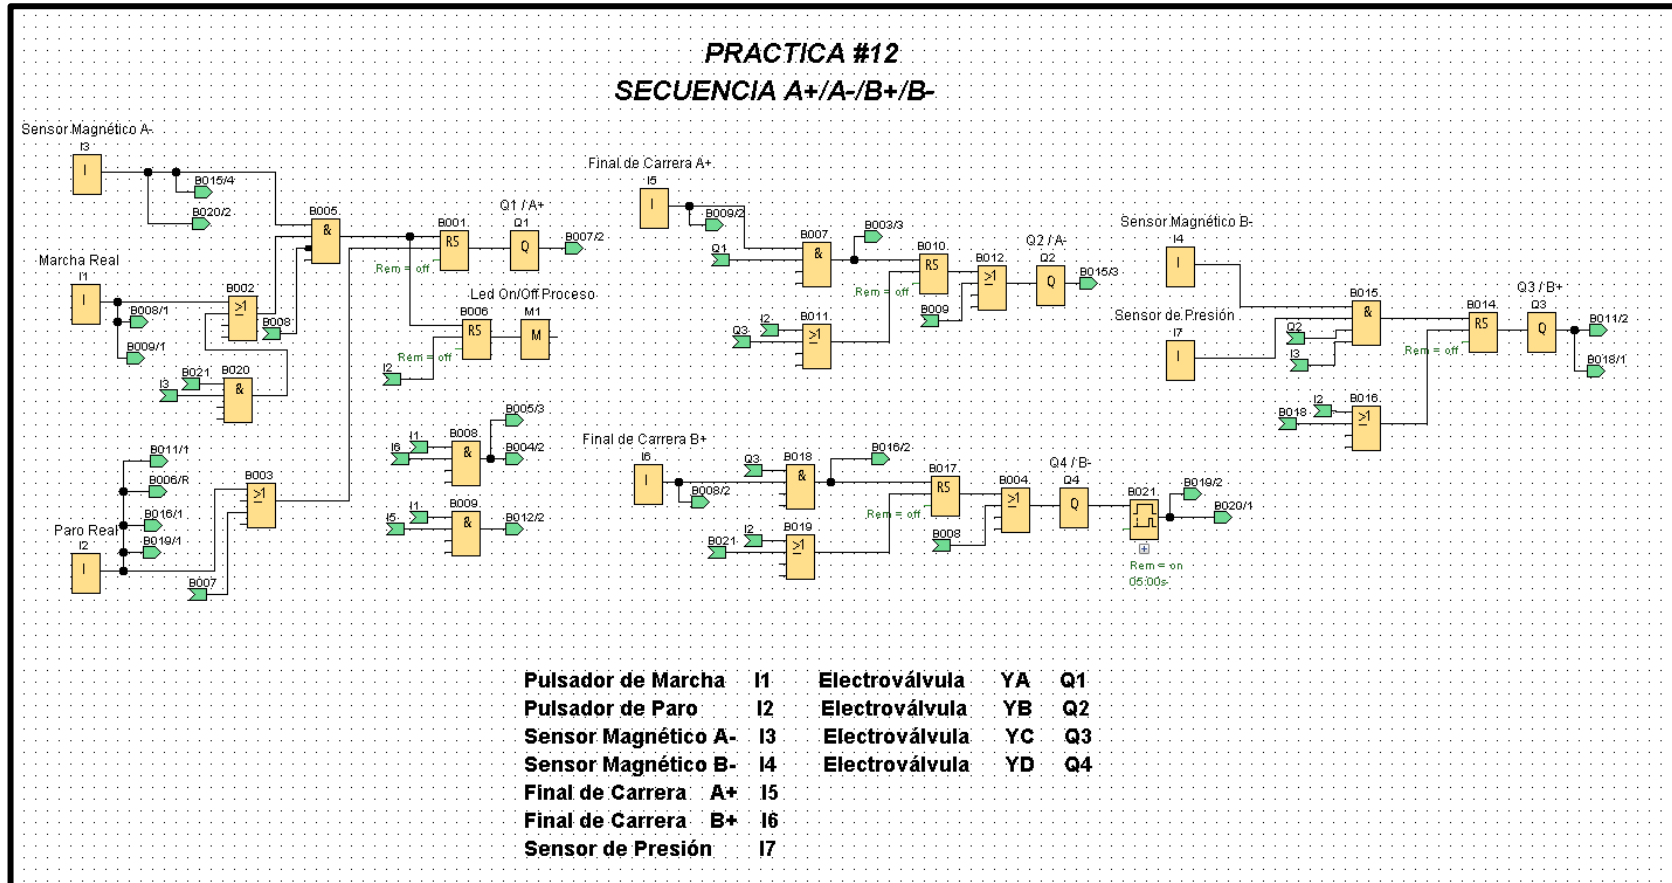 PRACTICA #12
SECUENCIA A+/A-/B+/B-
Sensor Magnético A-
I3
I
B015/4
B020/2
Marcha Real
I1
I
B008/1
B009/1
B002
≥1
B005
&
B008
B021
I3
B020
&
B001
RS
Rem = off
Q1 / A+
Q1
Q
B007/2
Led On/Off Proceso
B006
RS
Rem = off
M1
M
I2
B011/1
B006/R
B016/1
B019/1
Paro Real
I2
I
B003
≥1
B007
I1
I6
B008
&
B005/3
B004/2
I1
I5
B009
&
B012/2
Final de Carrera A+
I5
I
B009/2
Q1
B007
&
B003/3
B010
RS
Rem = off
B012
≥1
B009
Q2 / A-
Q2
Q
B015/3
I2
Q3
B011
≥1
Final de Carrera B+
I6
I
B008/2
Q3
B018
&
B016/2
B017
RS
Rem = off
I2
B021
B019
≥1
B004
≥1
B008
Q4 / B-
Q4
Q
B021
Rem = on
05:00s
B019/2
B020/1
Sensor Magnético B-
I4
I
Sensor de Presión
I7
I
Q2
I3
B015
&
B014
RS
Rem = off
Q3 / B+
Q3
Q
B011/2
B018/1
I2
B018
B016
≥1
Pulsador de Marcha I1 Electroválvula YA Q1
Pulsador de Paro I2 Electroválvula YB Q2
Sensor Magnético A- I3 Electroválvula YC Q3
Sensor Magnético B- I4 Electroválvula YD Q4
Final de Carrera A+ I5
Final de Carrera B+ I6
Sensor de Presión I7